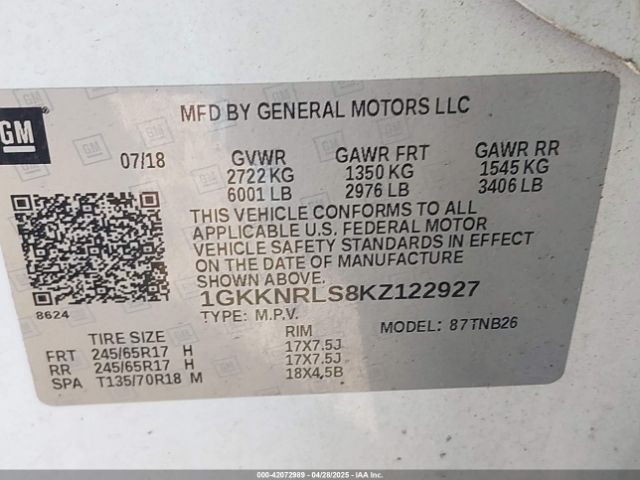 GM
MFD BY GENERAL MOTORS LLC
07/18 GVWR GAWR FRT GAWR RR
2722 KG 1350 KG 1545 KG
6001 LB 2976 LB 3406 LB
THIS VEHICLE CONFORMS TO ALL
APPLICABLE U.S. FEDERAL MOTOR
VEHICLE SAFETY STANDARDS IN EFFECT
ON THE DATE OF MANUFACTURE
SHOWN ABOVE.
8624
1GKKNRLS8KZ122927
TYPE: M.P.V.
MODEL: 87TNB26
TIRE SIZE RIM
FRT 245/65R17 H 17X7.5J
RR 245/65R17 H 17X7.5J
SPA T135/70R18 M 18X4.5B
000-42072989 | 04/28/2025 - IAA, Inc.